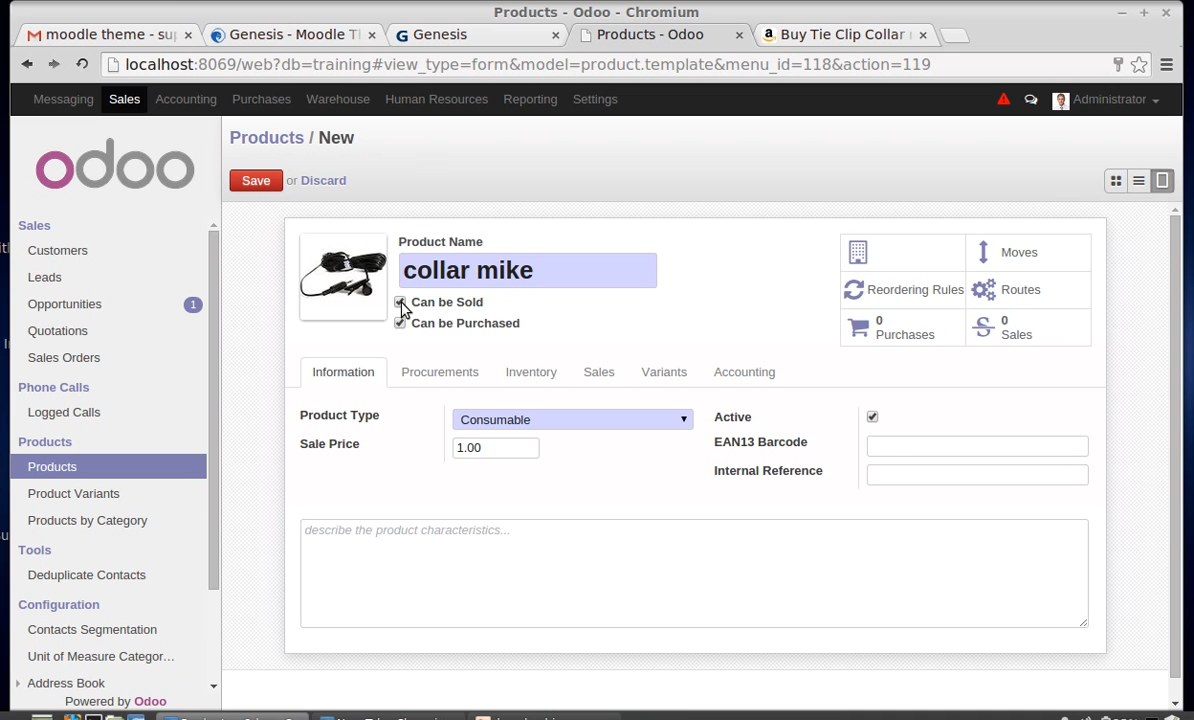 Products - Odoo - Chromium
moodle theme - su
Genesis - Moodle T
Genesis
Products - Odoo
Buy Tie Clip Collar
localhost:8069/web?db=training#view_type=form&model=product.template&menu_id=118&action=119
Messaging Sales Accounting Purchases Warehouse Human Resources Reporting Settings Administrator
odoo
Products / New
Save or Discard
Sales
Customers
Leads
Opportunities 1
Quotations
Sales Orders
Phone Calls
Logged Calls
Products
Products
Product Variants
Products by Category
Tools
Deduplicate Contacts
Configuration
Contacts Segmentation
Unit of Measure Categor...
Address Book
Powered by Odoo
Product Name
collar mike
Can be Sold
Can be Purchased
Moves
Reordering Rules
Routes
0
Purchases
0
Sales
Information Procurements Inventory Sales Variants Accounting
Product Type Consumable
Sale Price 1.00
Active
EAN13 Barcode
Internal Reference
describe the product characteristics...